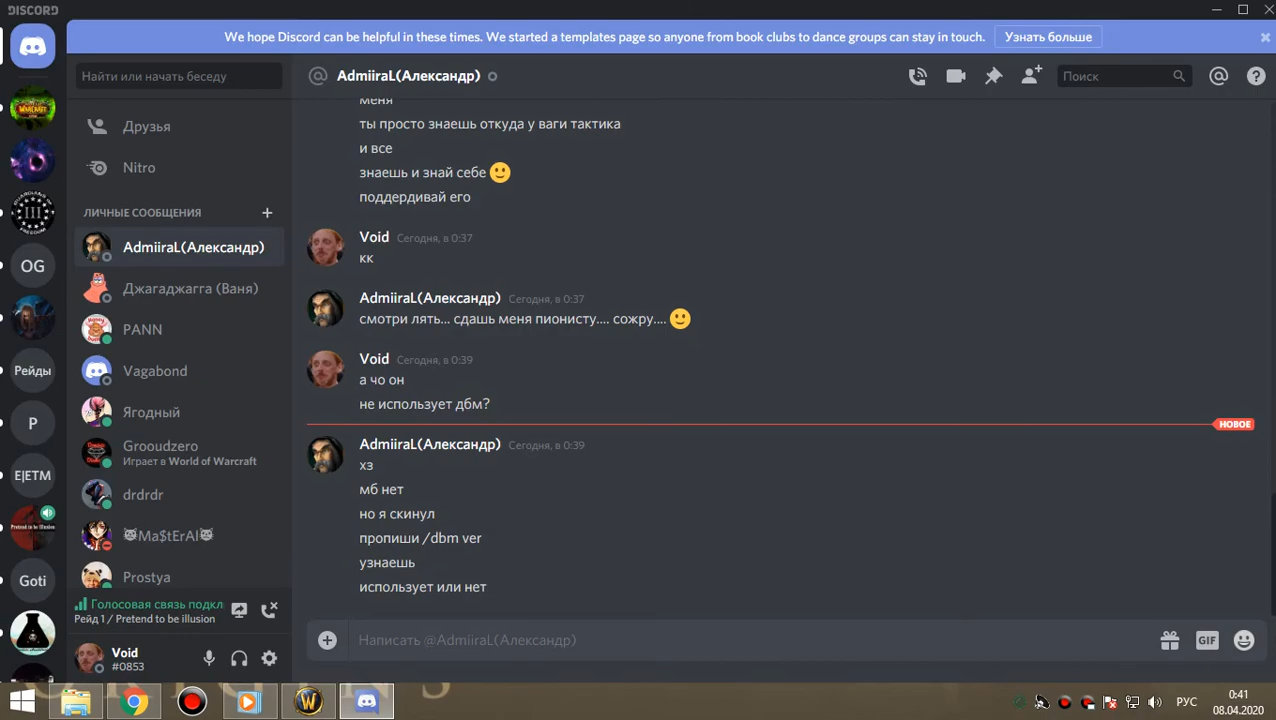 DISCORD
We hope Discord can be helpful in these times. We started a templates page so anyone from book clubs to dance groups can stay in touch.
Узнать больше
Найти или начать беседу
Друзья
Nitro
ЛИЧНЫЕ СООБЩЕНИЯ
AdmiiraL(Александр)
Джагаджагга (Ваня)
PANN
Vagabond
Ягодный
Grooudzero
Играет в World of Warcraft
drdrdr
😈Ma$tErAl😈
Prostya
OG
Рейды
P
E|ETM
Pretend to be illusion
Goti
Голосовая связь подкл
Рейд 1 / Pretend to be illusion
Void
#0853
AdmiiraL(Александр)
Поиск
меня
ты просто знаешь откуда у ваги тактика
и все
знаешь и знай себе 🙂
поддердивай его
Void Сегодня, в 0:37
кк
AdmiiraL(Александр) Сегодня, в 0:37
смотри лять... сдашь меня пионисту.... сожру.... 🙂
Void Сегодня, в 0:39
а чо он
не использует дбм?
НОВОЕ
AdmiiraL(Александр) Сегодня, в 0:39
хз
мб нет
но я скинул
пропиши /dbm ver
узнаешь
использует или нет
Написать @AdmiiraL(Александр)
GIF
РУС
0:41
08.04.2020